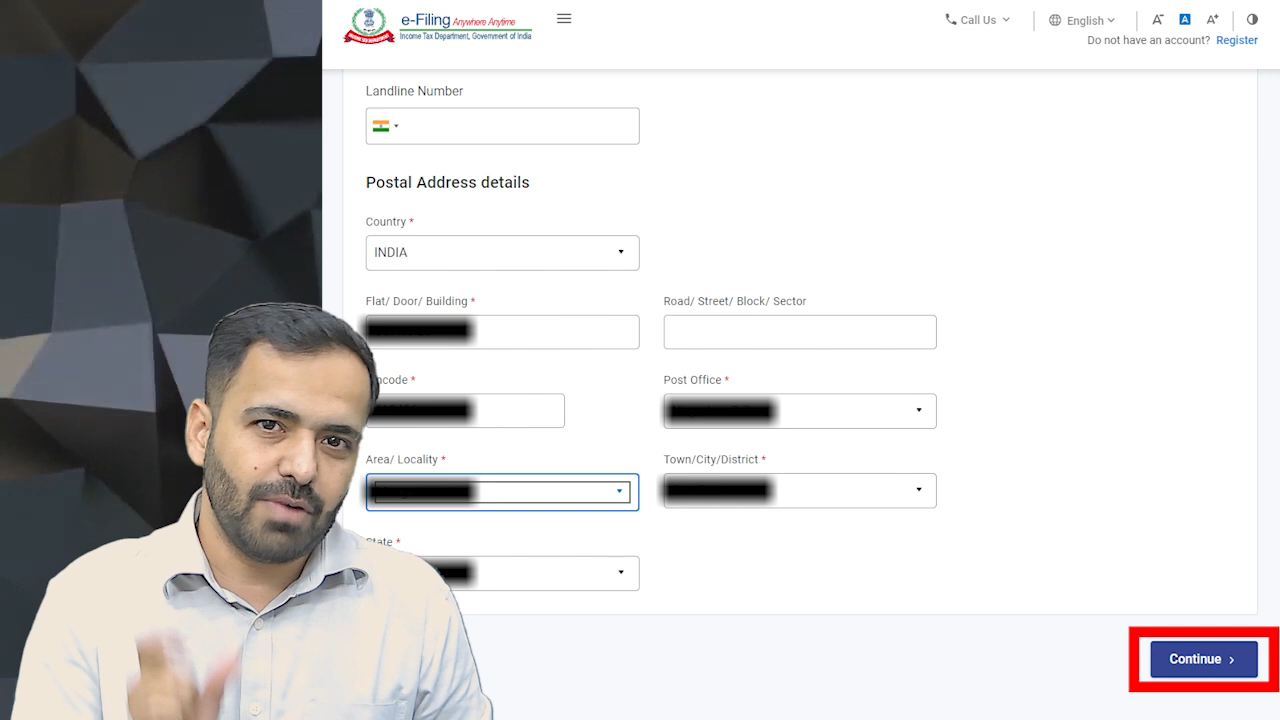 e-Filing Anywhere Anytime
Income Tax Department, Government of India
Call Us
English
A
A
A+
Do not have an account? Register
Landline Number
Postal Address details
Country *
INDIA
Flat/ Door/ Building *
Road/ Street/ Block/ Sector
ncode *
Post Office *
Area/ Locality *
Town/City/District *
State *
Continue ›